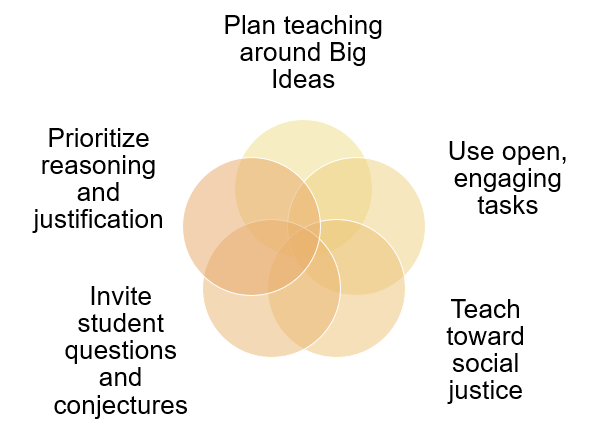 Plan teaching
around Big
Ideas
Use open,
engaging
tasks
Teach
toward
social
justice
Invite
student
questions
and
conjectures
Prioritize
reasoning
and
justification